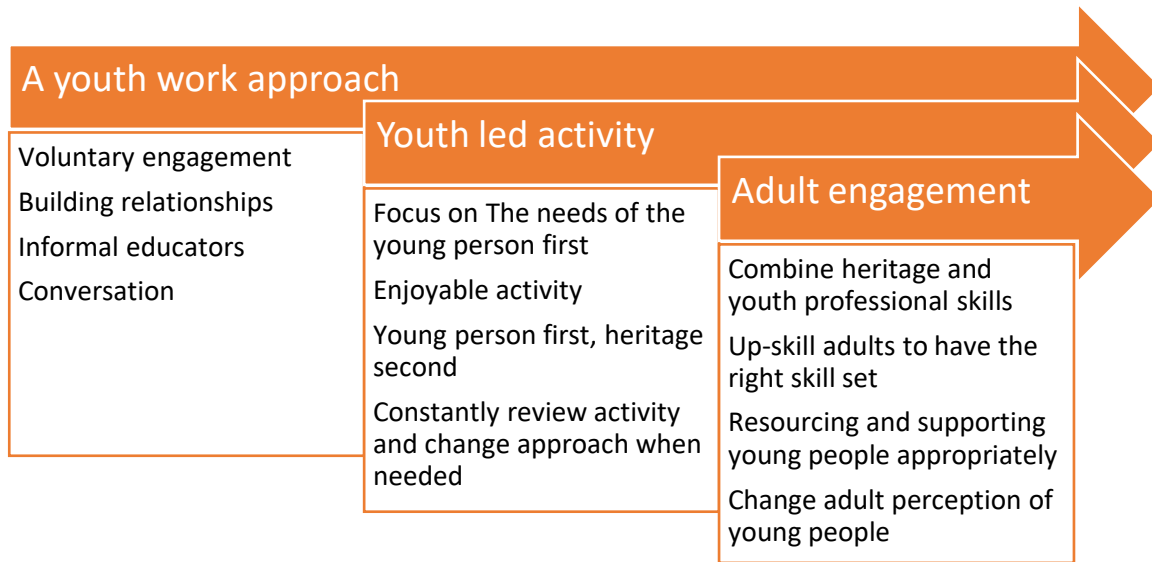 A youth work approach
Voluntary engagement
Building relationships
Informal educators
Conversation
Youth led activity
Focus on The needs of the
young person first
Enjoyable activity
Young person first, heritage
second
Constantly review activity
and change approach when
needed
Adult engagement
Combine heritage and
youth professional skills
Up-skill adults to have the
right skill set
Resourcing and supporting
young people appropriately
Change adult perception of
young people